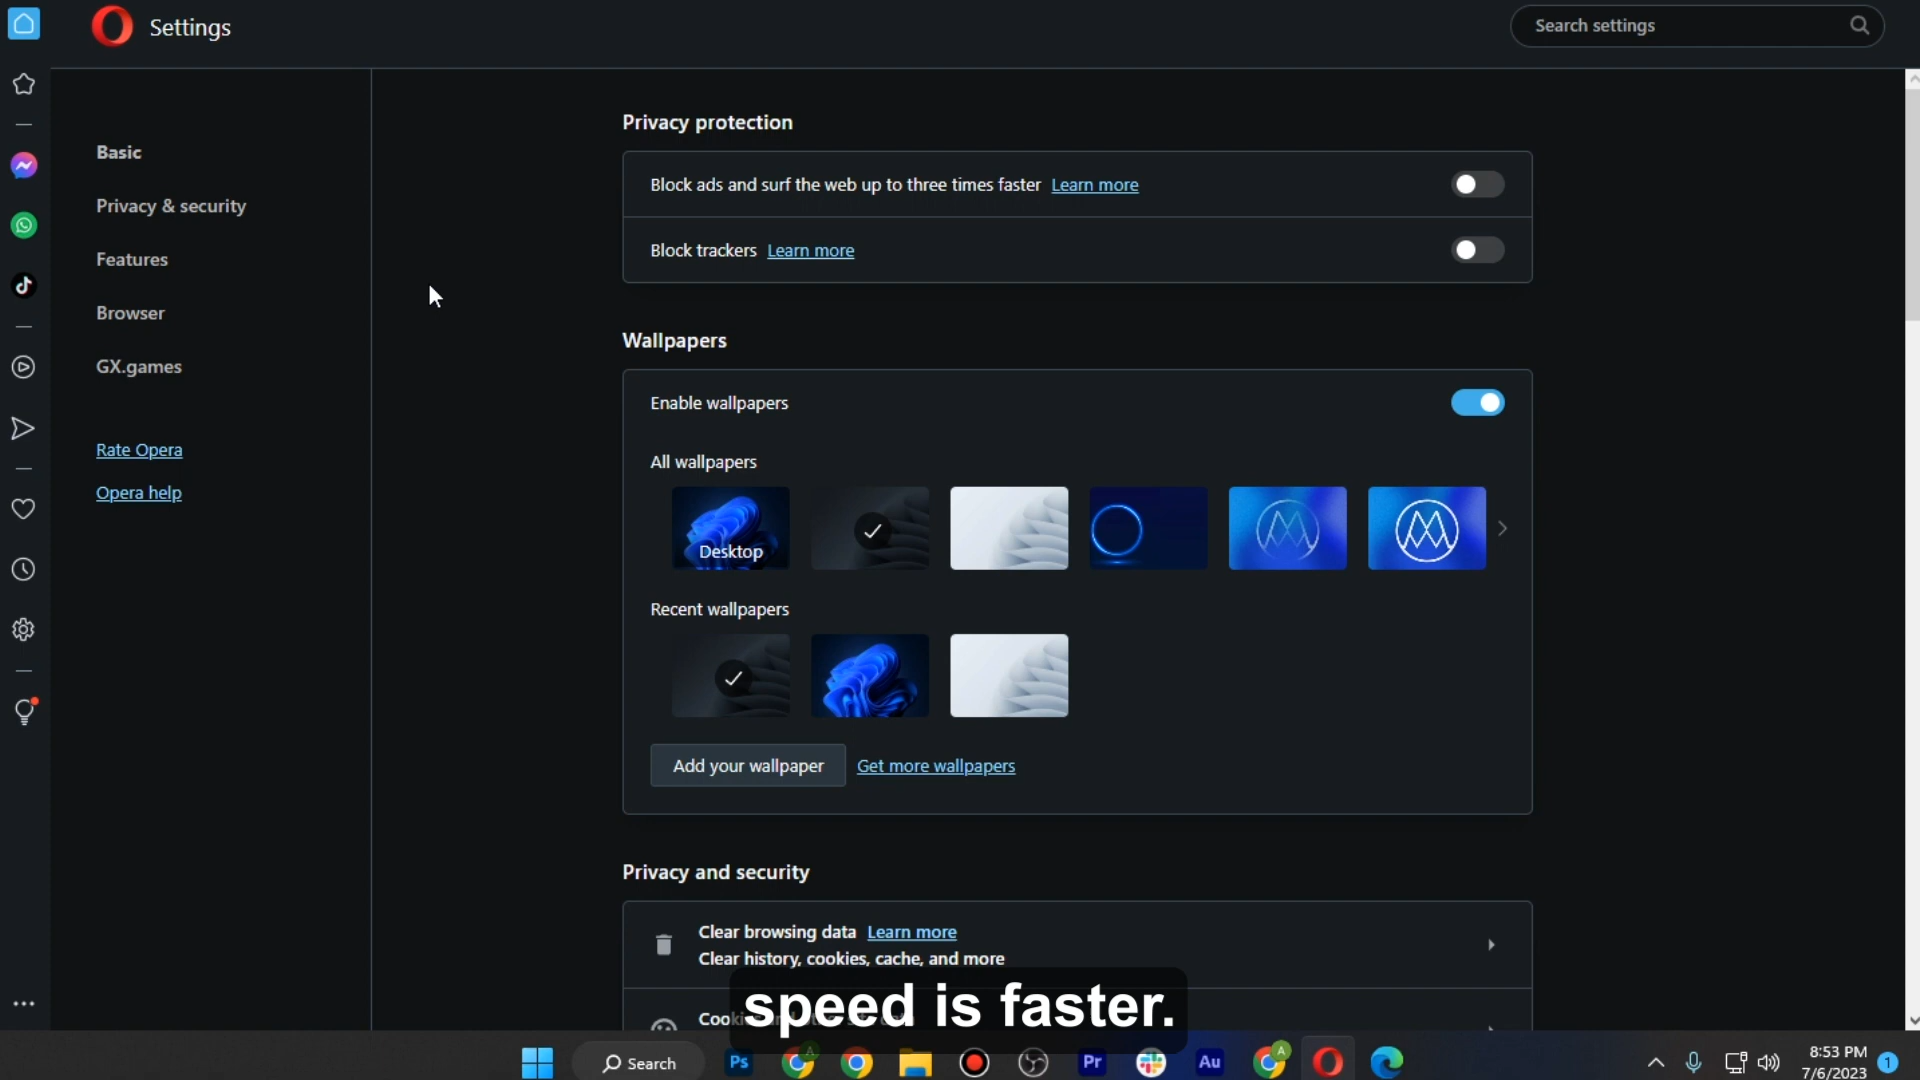 Settings
Search settings
Basic
Privacy & security
Features
Browser
GX.games
Rate Opera
Opera help
Privacy protection
Block ads and surf the web up to three times faster Learn more
Block trackers Learn more
Wallpapers
Enable wallpapers
All wallpapers
Desktop
Recent wallpapers
Add your wallpaper Get more wallpapers
Privacy and security
Clear browsing data Learn more
Clear history, cookies, cache, and more
speed is faster.
Search
Ps
A
Pr
Au
A
8:53 PM
7/6/2023
1